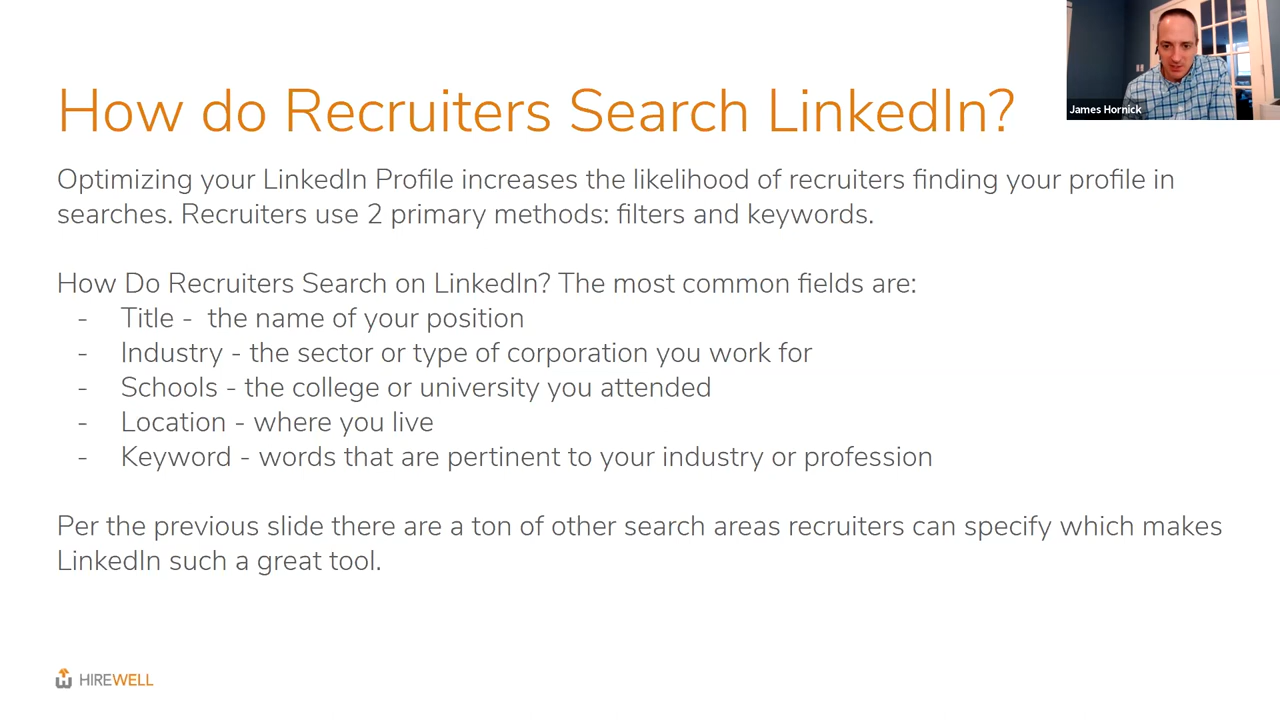 How do Recruiters Search LinkedIn?
James Hornick
Optimizing your LinkedIn Profile increases the likelihood of recruiters finding your profile in
searches. Recruiters use 2 primary methods: filters and keywords.
How Do Recruiters Search on LinkedIn? The most common fields are:
- Title - the name of your position
- Industry - the sector or type of corporation you work for
- Schools - the college or university you attended
- Location - where you live
- Keyword - words that are pertinent to your industry or profession
Per the previous slide there are a ton of other search areas recruiters can specify which makes
LinkedIn such a great tool.
HIREWELL